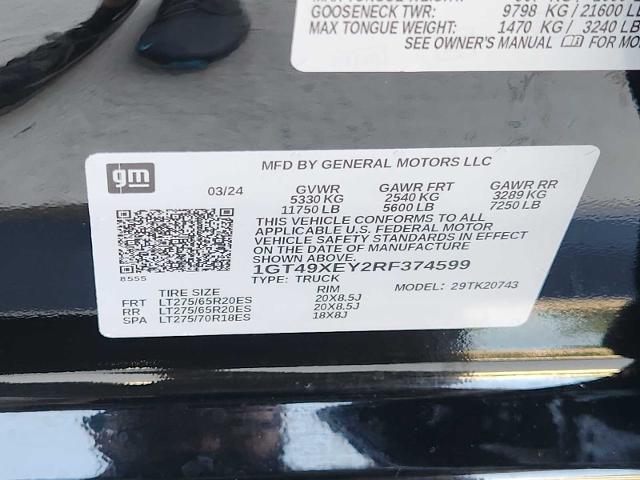 GOOSENECK TWR: 9798 KG / 21600 LB
MAX TONGUE WEIGHT: 1470 KG / 3240 LB
SEE OWNER'S MANUAL FOR MO
gm
MFD BY GENERAL MOTORS LLC
03/24 GVWR GAWR FRT GAWR RR
5330 KG 2540 KG 3289 KG
11750 LB 5600 LB 7250 LB
THIS VEHICLE CONFORMS TO ALL
APPLICABLE U.S. FEDERAL MOTOR
VEHICLE SAFETY STANDARDS IN
EFFECT ON THE DATE OF MANUFACTURE
SHOWN ABOVE.
8555
1GT49XEY2RF374599
TYPE: TRUCK MODEL: 29TK20743
TIRE SIZE RIM
FRT LT275/65R20ES 20X8.5J
RR LT275/65R20ES 20X8.5J
SPA LT275/70R18ES 18X8J